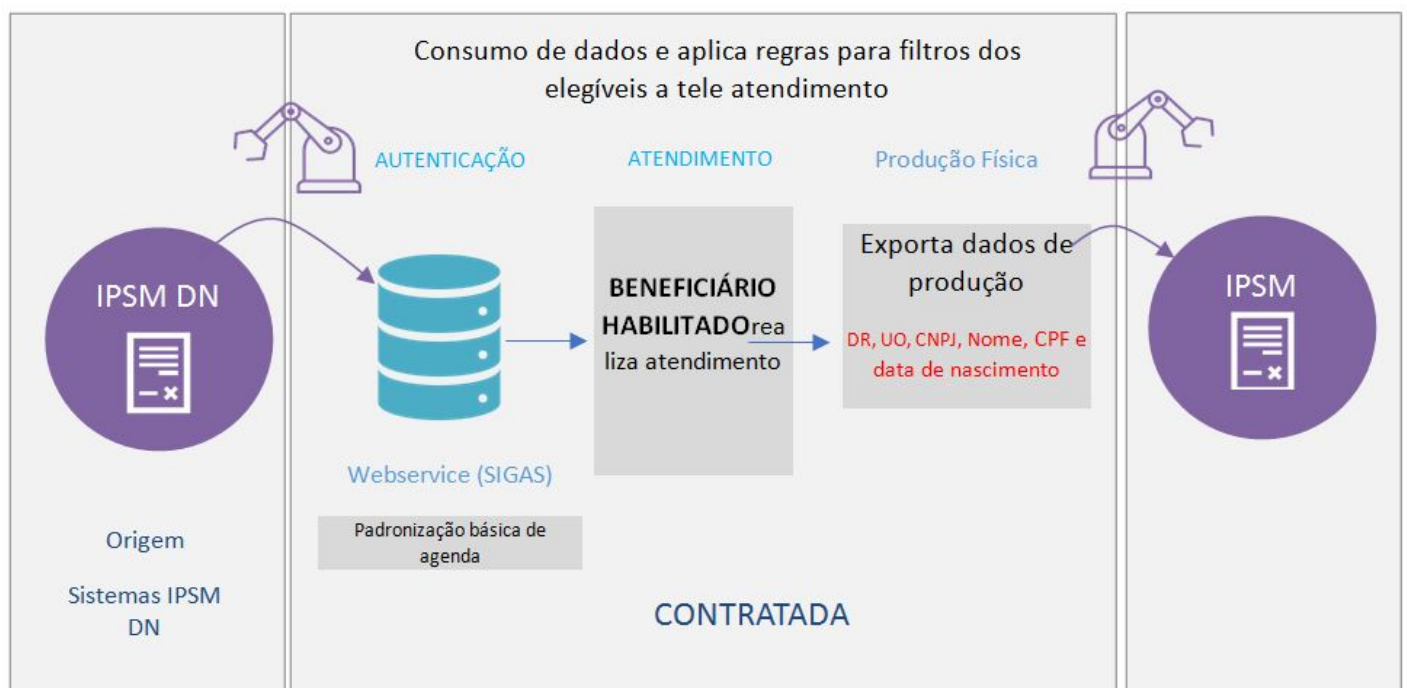 Consumo de dados e aplica regras para filtros dos
elegíveis a tele atendimento
AUTENTICAÇÃO
ATENDIMENTO
Produção Física
IPSM DN
BENEFICIÁRIO
HABILITADOrea
liza atendimento
Exporta dados de
produção
DR, UO, CNPJ, Nome, CPF e
data de nascimento
IPSM
Webservice (SIGAS)
Padronização básica de
agenda
Origem
Sistemas IPSM
DN
CONTRATADA